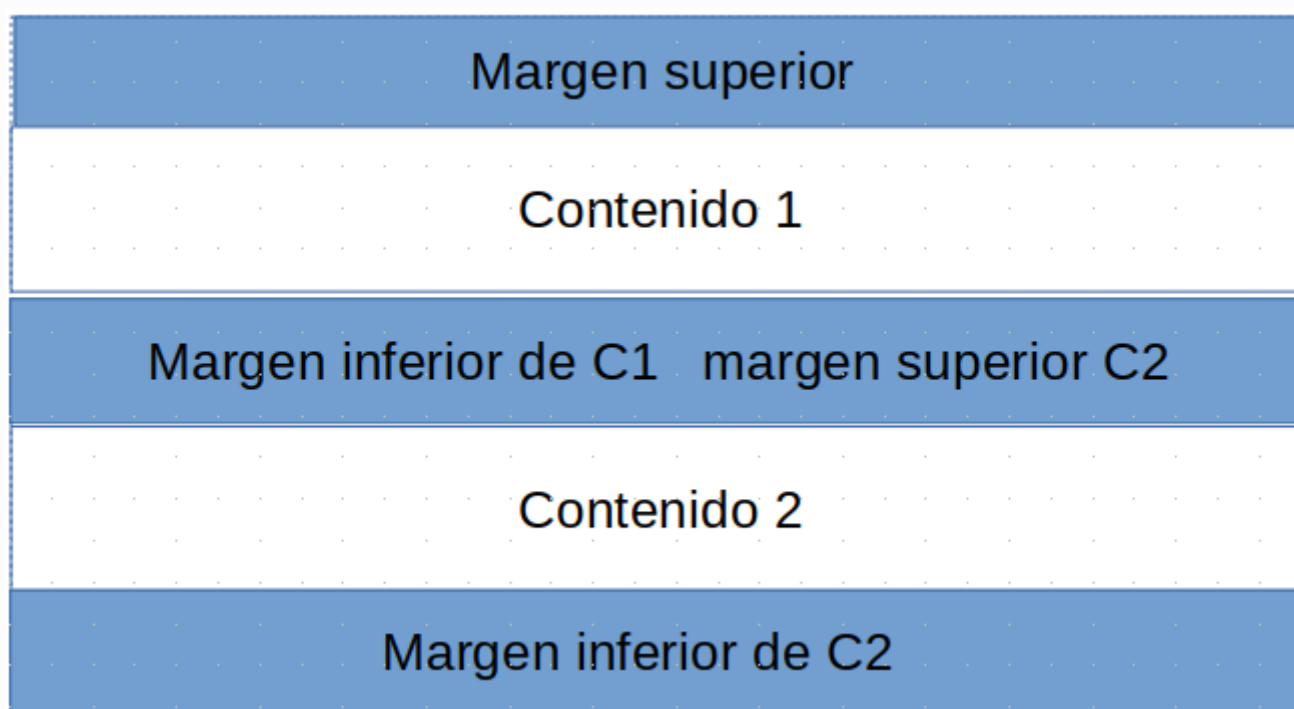 Margen superior
Contenido 1
Margen inferior de C1 margen superior C2
Contenido 2
Margen inferior de C2